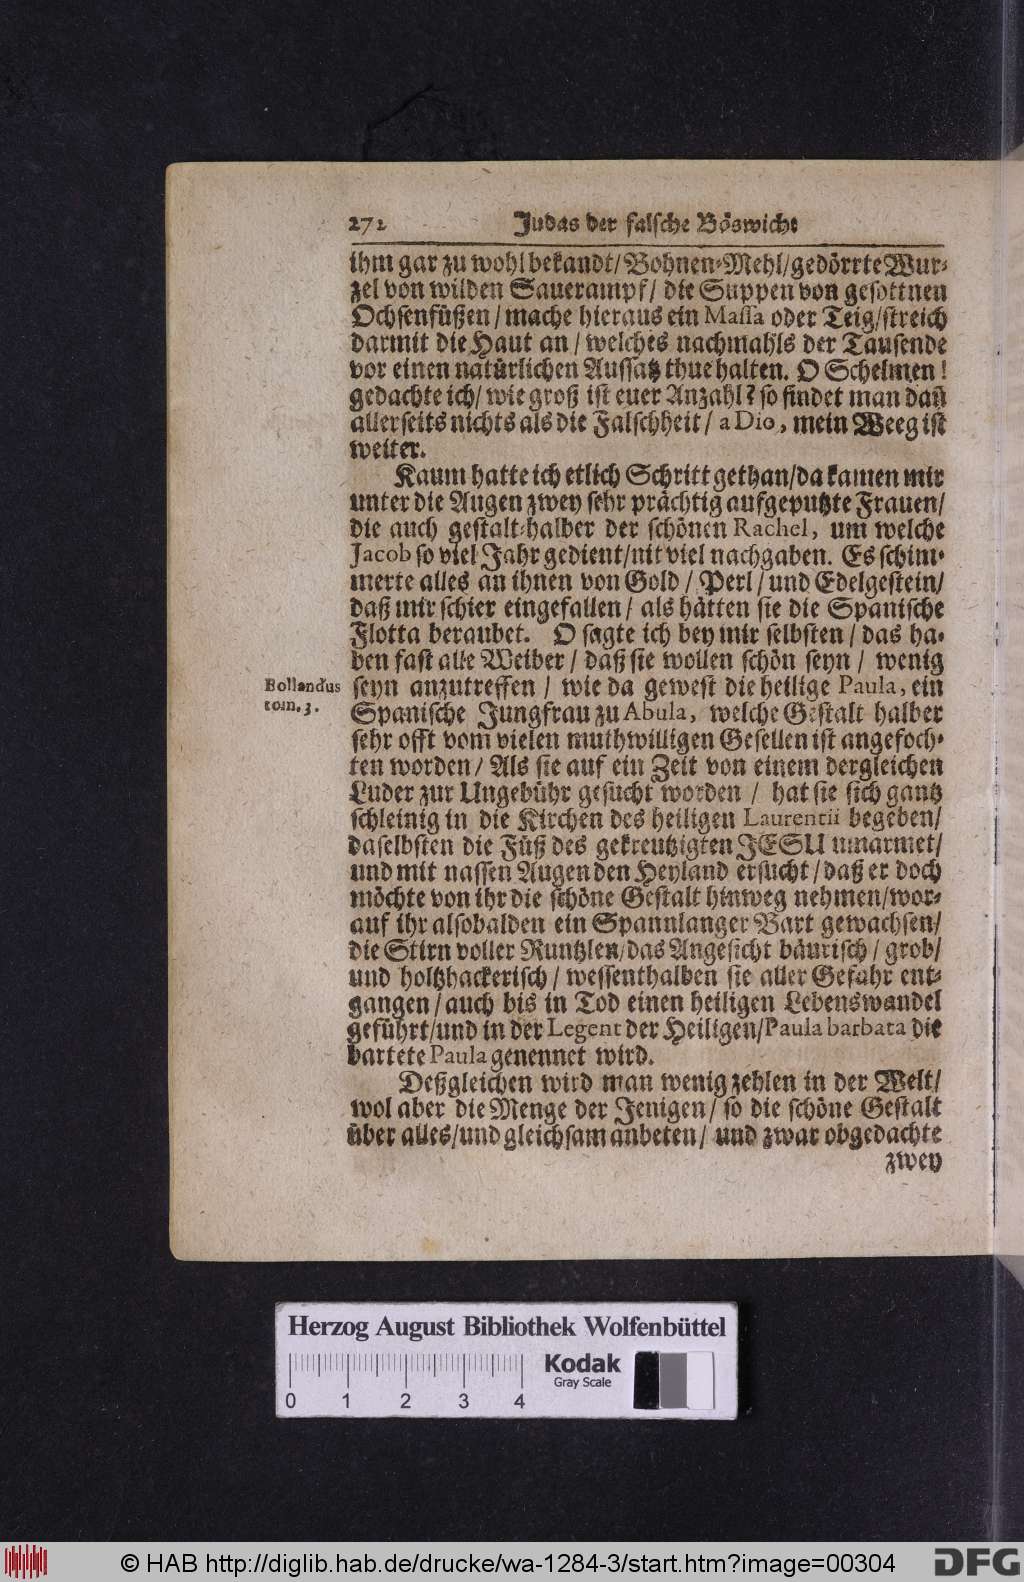 272 Judas der falsche Böswicht
ihm gar zu wohl bekandt/Bohnen-Mehl/gedörrte Wur-
zel von wilden Sauerampf/ die Suppen von gesottnen
Ochsenfüßen/mache hieraus ein Massa oder Teig/streich
darmit die Haut an/welches nachmahls der Tausende
vor einen natürlichen Aussatz thue halten. O Schelmen!
gedachte ich/wie groß ist euer Anzahl? so findet man dañ
allerseits nichts als die Falschheit/ a Dio, mein Weeg ist
weiter.
Kaum hatte ich etlich Schritt gethan/da kamen mir
unter die Augen zwey sehr prächtig aufgeputzte Frauen/
die auch gestalt-halber der schönen Rachel, um welche
Jacob so viel Jahr gedient/nit viel nachgaben. Es schim-
merte alles an ihnen von Gold/ Perl/und Edelgestein/
daß mir schier eingefallen/ als hätten sie die Spanische
Flotta beraubet. O sagte ich bey mir selbsten/ das ha-
ben fast alle Weiber/ daß sie wollen schön seyn/ wenig
Bollandus
tom. 3.
seyn anzutreffen/ wie da gewest die heilige Paula, ein
Spanische Jungfrau zu Abula, welche Gestalt halber
sehr offt vom vielen muthwilligen Gesellen ist angefoch-
ten worden/ Als sie auf ein Zeit von einem dergleichen
Luder zur Ungebühr gesucht worden/ hat sie sich gantz
schleinig in die Kirchen des heiligen Laurentii begeben/
daselbsten die Füß des gekreutzigten JESU umarmet/
und mit nassen Augen den Heyland ersucht/daß er doch
möchte von ihr die schöne Gestalt hinweg nehmen/wor-
auf ihr alsobalden ein Spannlanger Bart gewachsen/
die Stirn voller Runtzlen/das Angesicht bäurisch/grob/
und holtzhackerisch/wessenthalben sie aller Gefahr ent-
gangen/auch bis in Tod einen heiligen Lebenswandel
geführt/und in der Legent der Heiligen/Paula barbata die
bartete Paula genennet wird.
Deßgleichen wird man wenig zehlen in der Welt/
wol aber die Menge der Jenigen/ so die schöne Gestalt
über alles/und gleichsam anbeten/ und zwar obgedachte
zwey
Herzog August Bibliothek Wolfenbüttel
Kodak
Gray Scale
0 1 2 3 4
© HAB http://diglib.hab.de/drucke/wa-1284-3/start.htm?image=00304
DFG